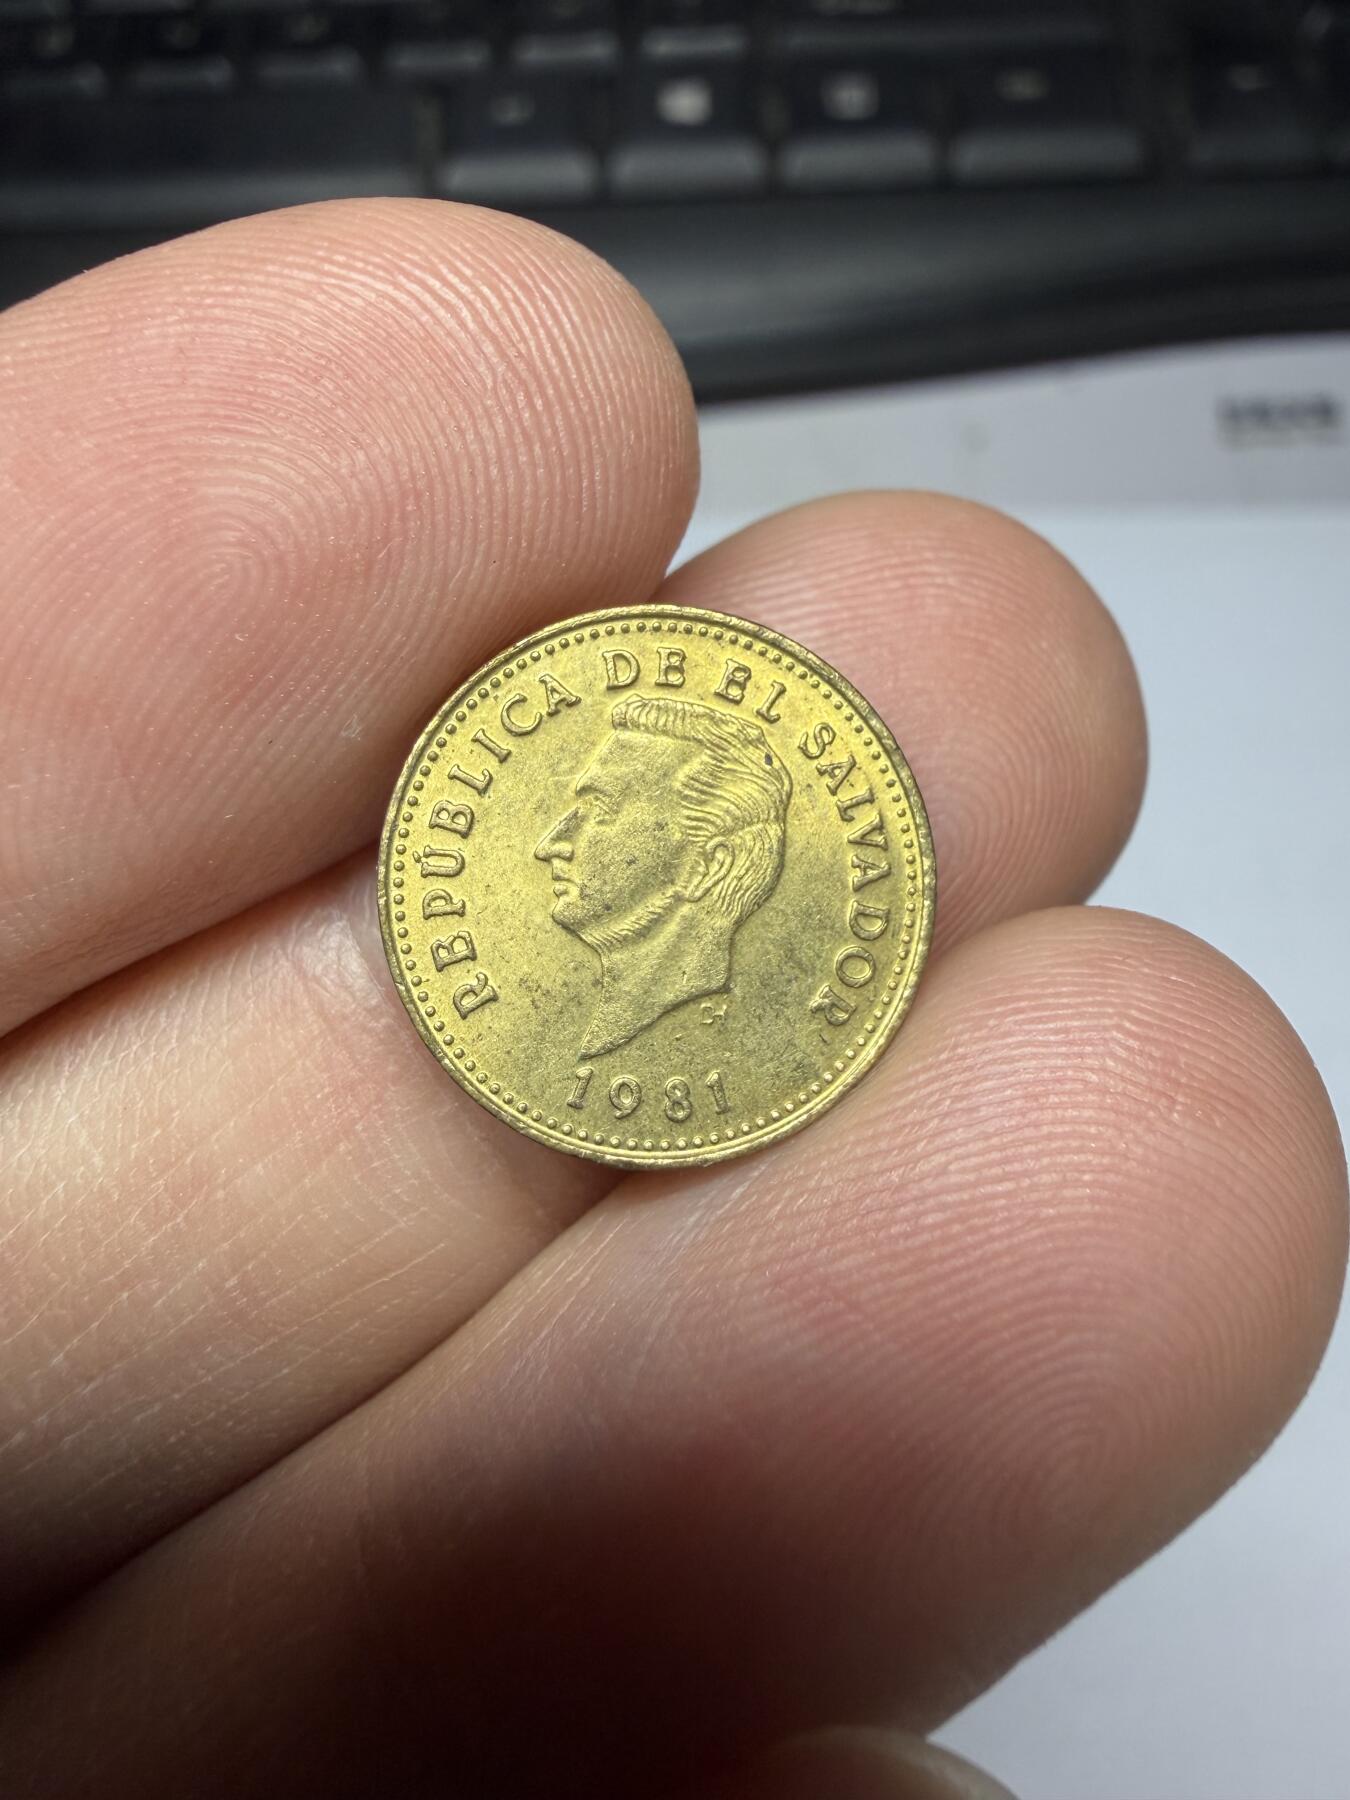 REPÚBLICA DE EL SALVADOR
1981